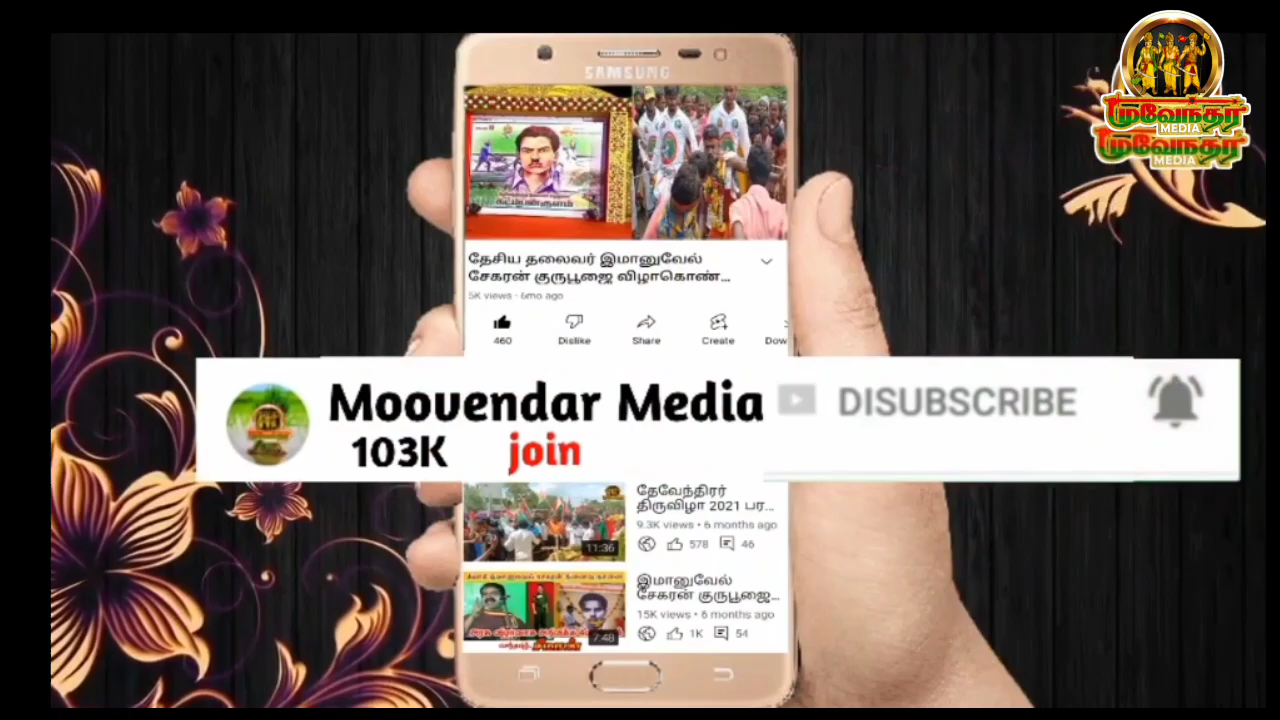 SAMSUNG
மூவேந்தர்
MEDIA
மூவேந்தர்
MEDIA
தேசிய தலைவர் இமானுவேல்
சேகரன் குருபூஜை விழாகொண்...
5K views · 6mo ago
460 Dislike Share Create Dow
Moovendar Media
DISUBSCRIBE
103K join
தேவேந்திரர்
திருவிழா 2021 பர...
9.3K views • 6 months ago
578 46
11:36
இமானுவேல்
சேகரன் குருபூஜை...
15K views • 6 months ago
1K 54
7:48